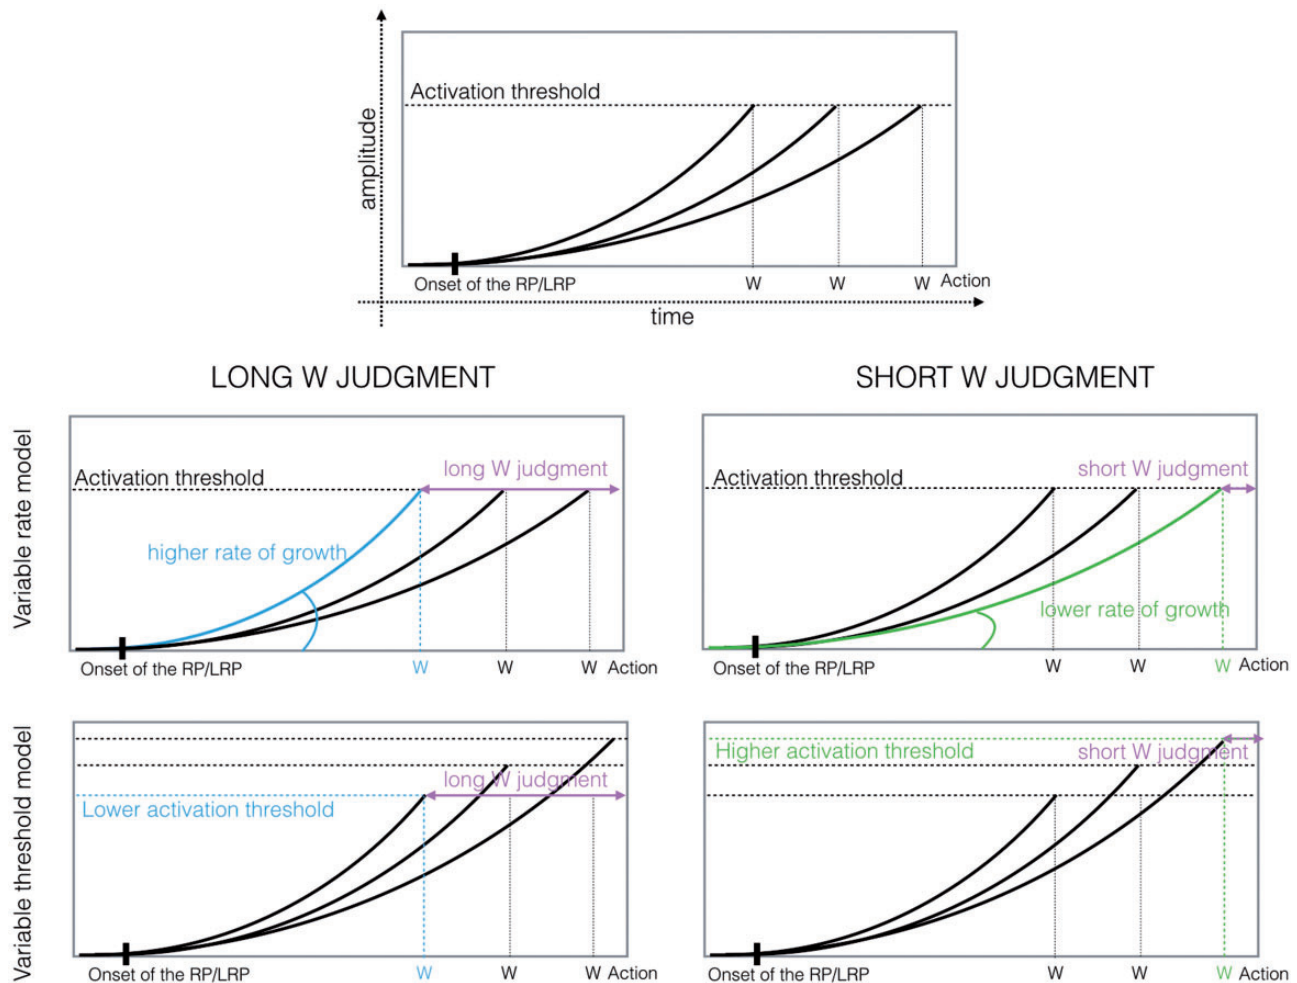 Activation threshold
amplitude
Onset of the RP/LRP W W W Action
time
LONG W JUDGMENT
SHORT W JUDGMENT
Variable rate model
Activation threshold
long W judgment
higher rate of growth
Onset of the RP/LRP W W W Action
Activation threshold
short W judgment
lower rate of growth
Onset of the RP/LRP W W W Action
Variable threshold model
long W judgment
Lower activation threshold
Onset of the RP/LRP W W W Action
Higher activation threshold
short W judgment
Onset of the RP/LRP W W W Action